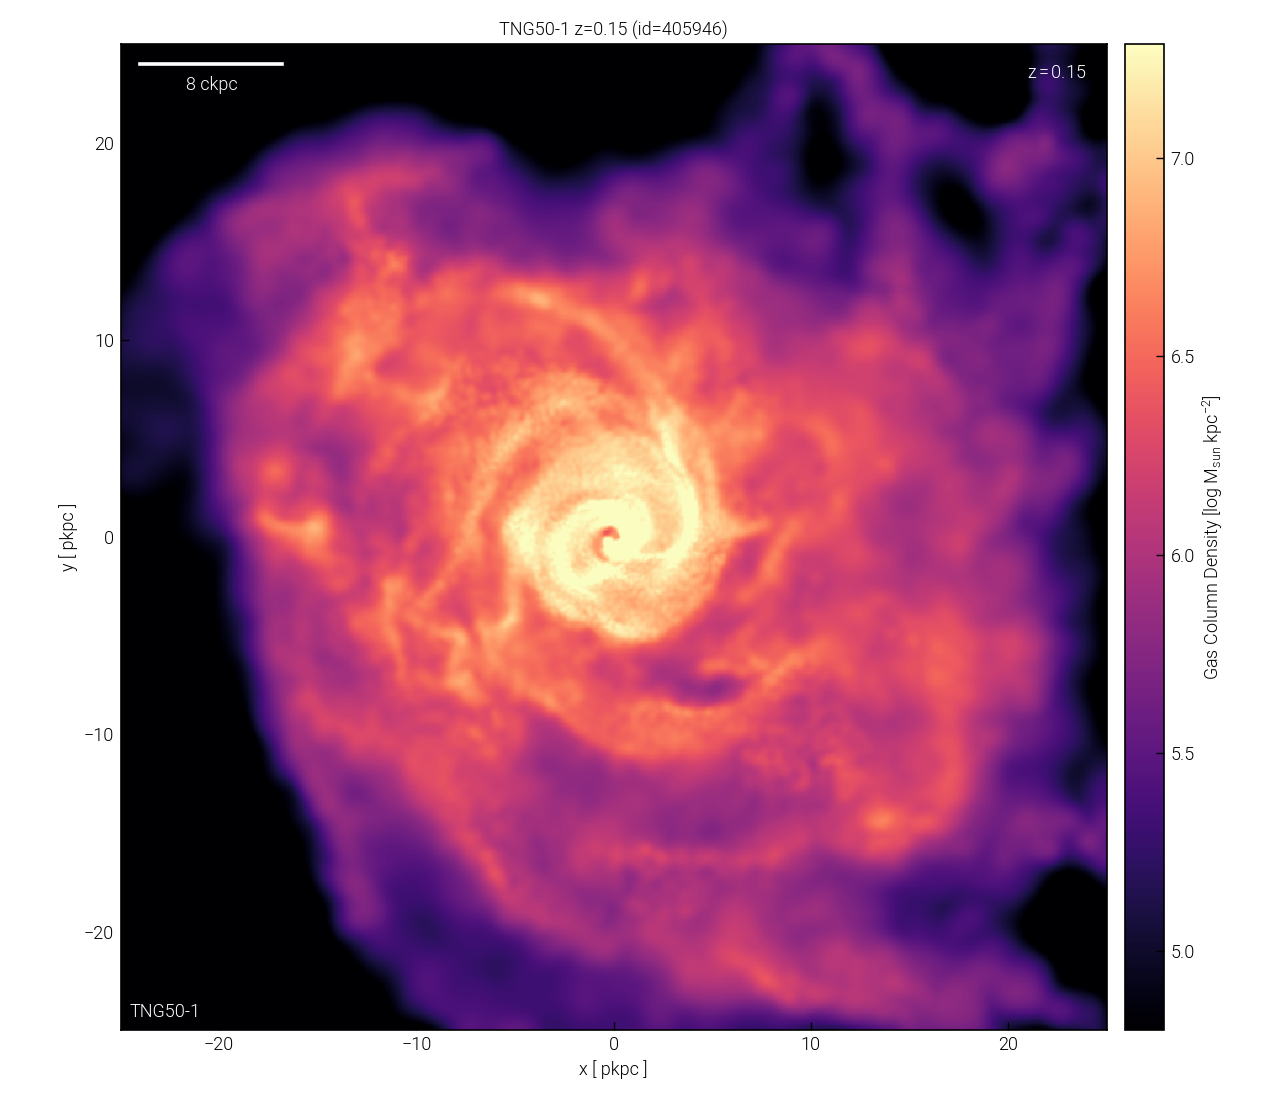 TNG50-1 z=0.15 (id=405946)
8 ckpc
z=0.15
20
10
0
−10
−20
y [ pkpc ]
TNG50-1
−20
−10
0
10
20
x [ pkpc ]
7.0
6.5
6.0
5.5
5.0
Gas Column Density [log M_sun kpc⁻²]